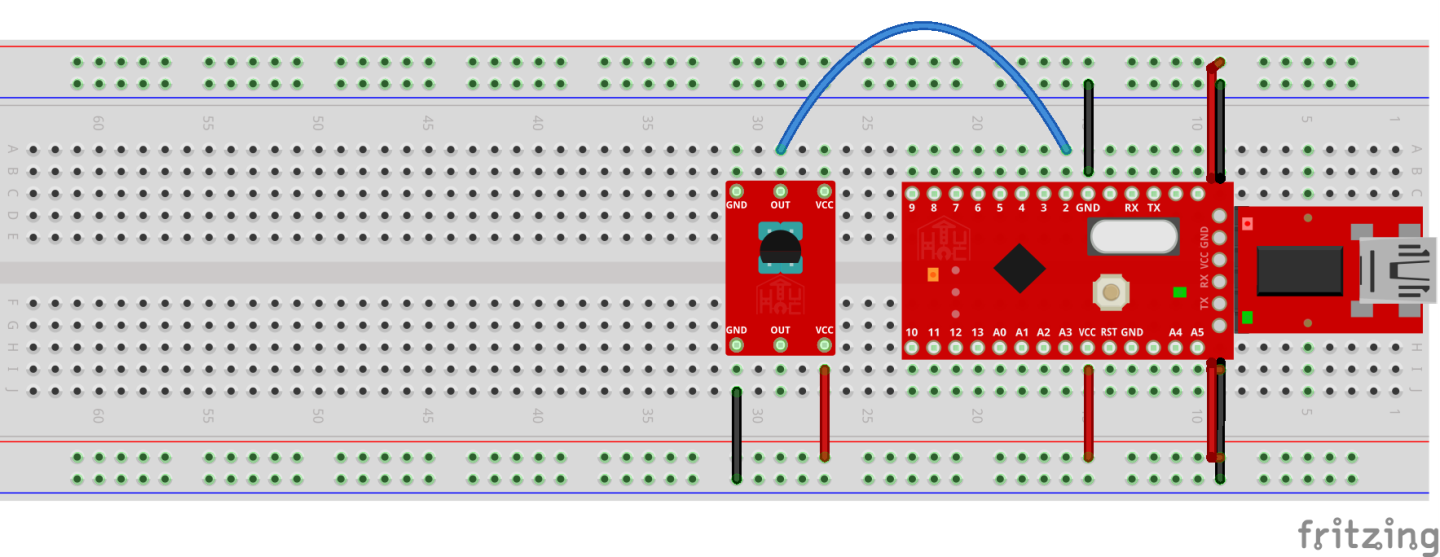 60 55 50 45 40 35 30 25 20 15 10 5 1
A A
B B
C C
D D
E E
GND OUT VCC
9 8 7 6 5 4 3 2 GND RX TX
GND
VCC
RX
TX
F
G
H H
I I
J J
GND OUT VCC
10 11 12 13 A0 A1 A2 A3 VCC RST GND A4 A5
60 55 50 45 40 35 30 25 20 10 5 1
fritzing